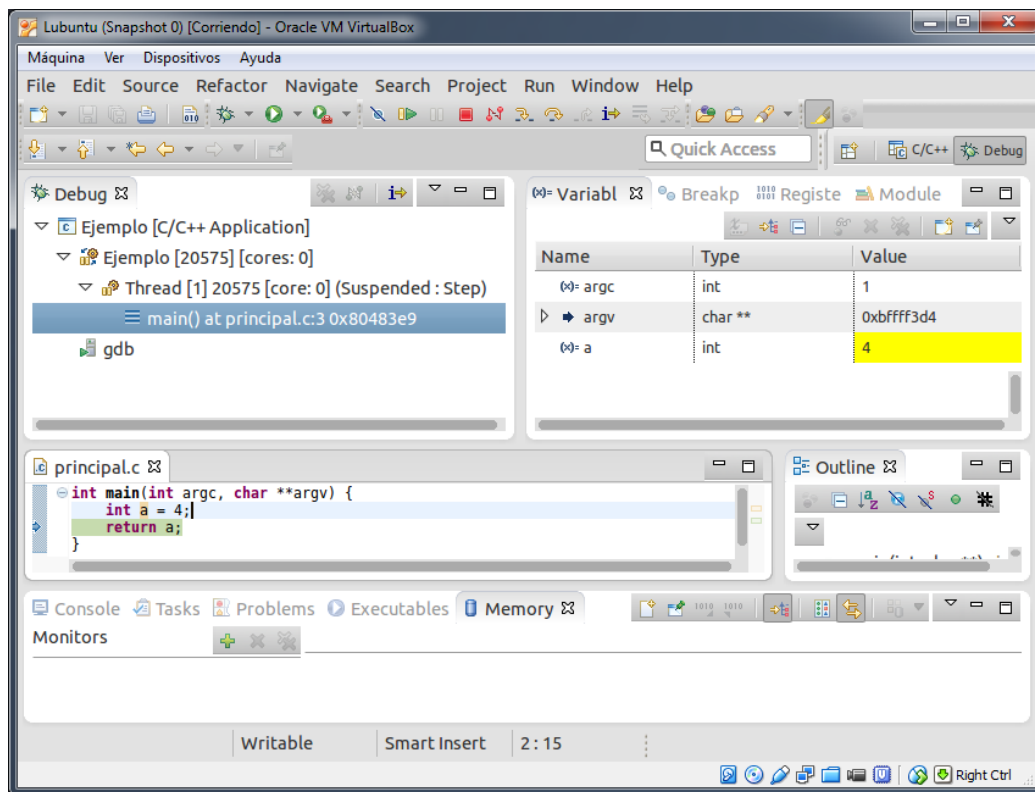 Lubuntu (Snapshot 0) [Corriendo] - Oracle VM VirtualBox
Máquina Ver Dispositivos Ayuda
File Edit Source Refactor Navigate Search Project Run Window Help
Quick Access
C/C++ Debug
Debug
Ejemplo [C/C++ Application]
Ejemplo [20575] [cores: 0]
Thread [1] 20575 [core: 0] (Suspended : Step)
main() at principal.c:3 0x80483e9
gdb
(x)= Variabl Breakp Registe Module
Name Type Value
(x)= argc int 1
argv char ** 0xbffff3d4
(x)= a int 4
principal.c
int main(int argc, char **argv) {
int a = 4;
return a;
}
Outline
Console Tasks Problems Executables Memory
Monitors
Writable Smart Insert 2 : 15
Right Ctrl